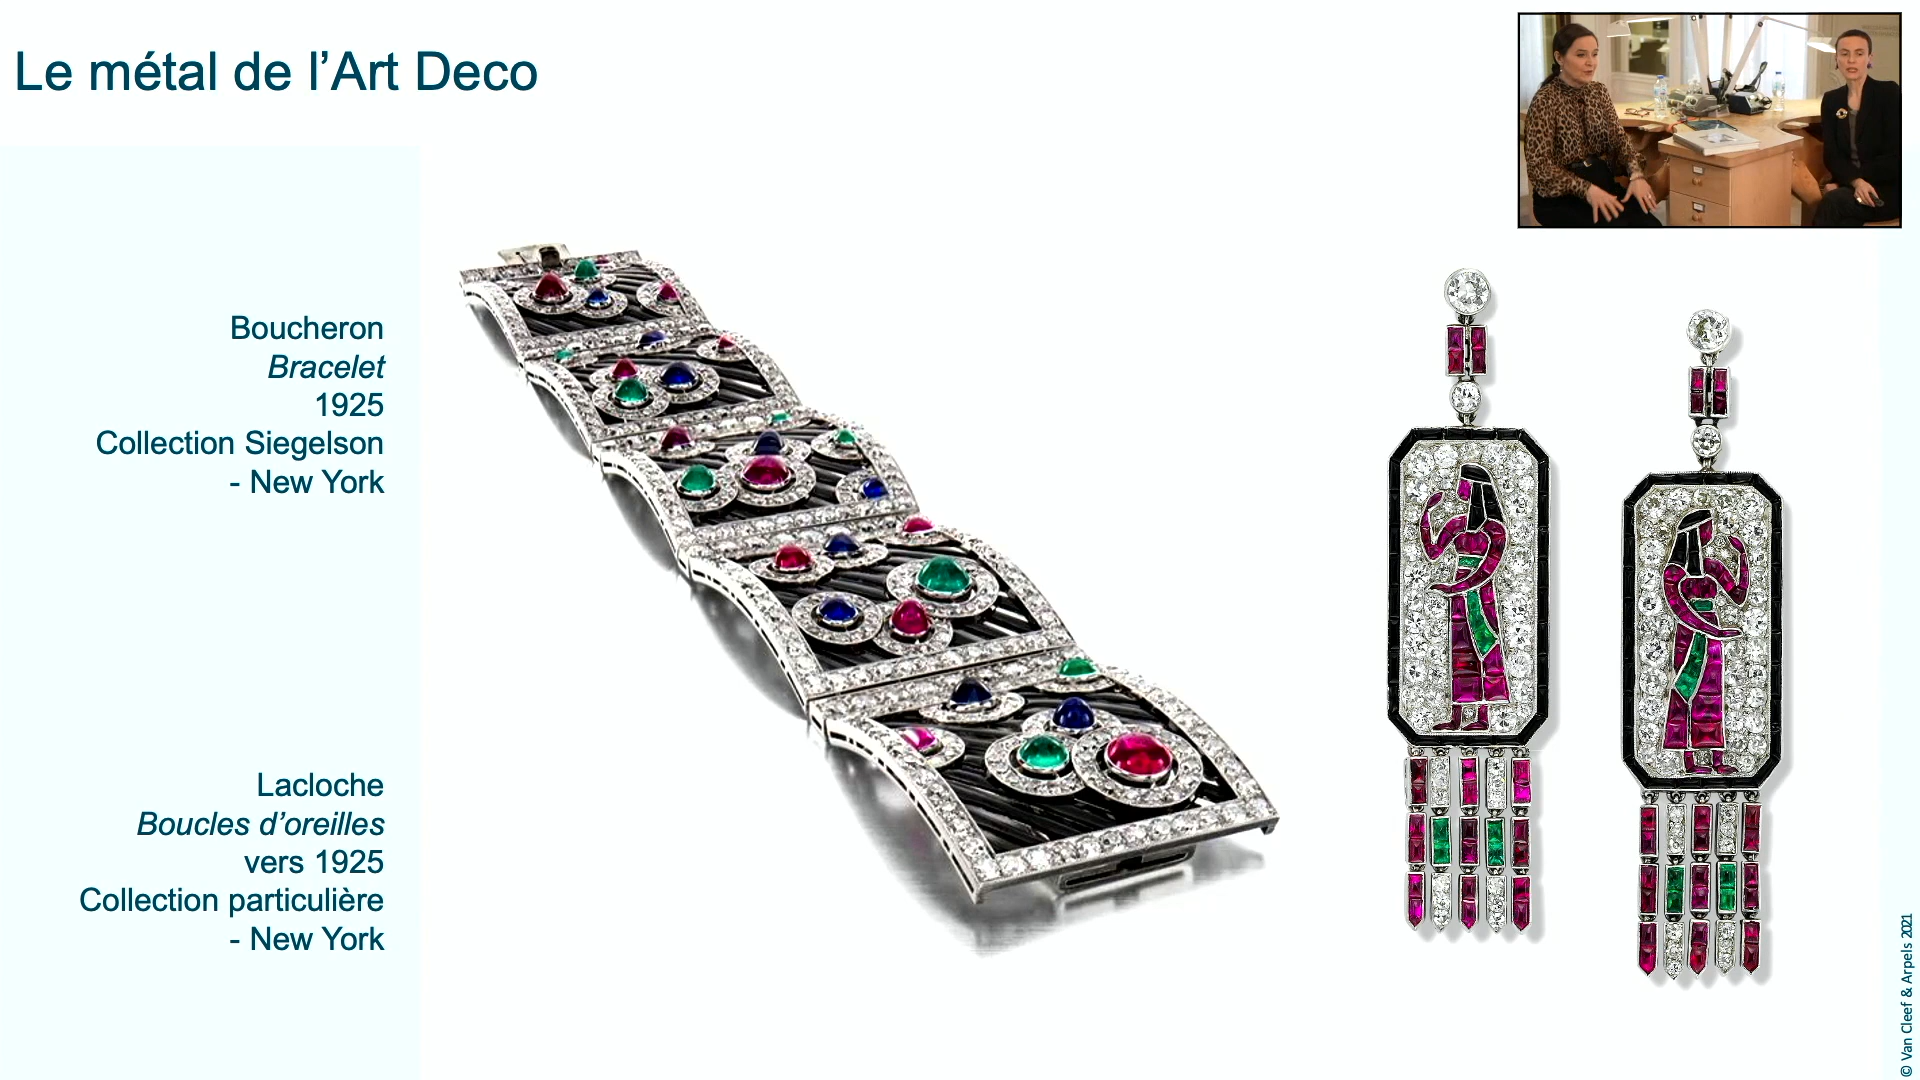 Le métal de l’Art Deco
Boucheron
Bracelet
1925
Collection Siegelson
- New York
Lacloche
Boucles d’oreilles
vers 1925
Collection particulière
- New York
© Van Cleef & Arpels 2021